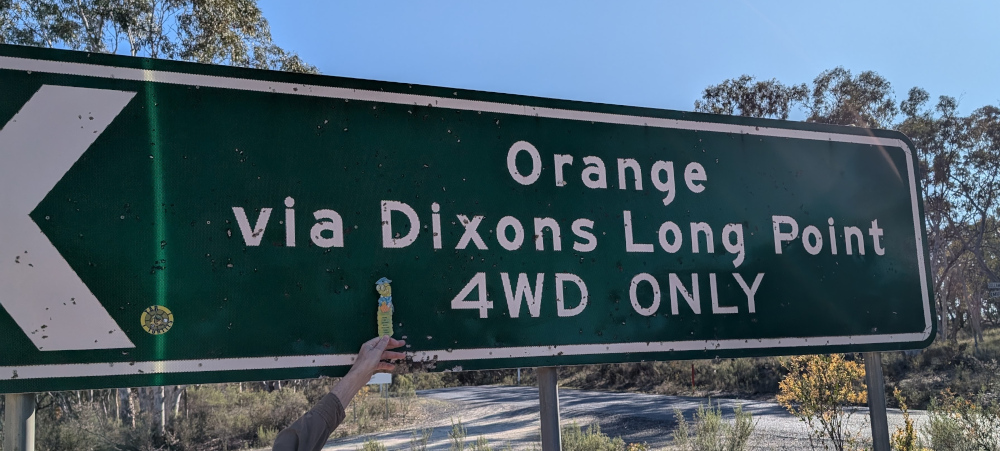 Orange
via Dixons Long Point
4WD ONLY